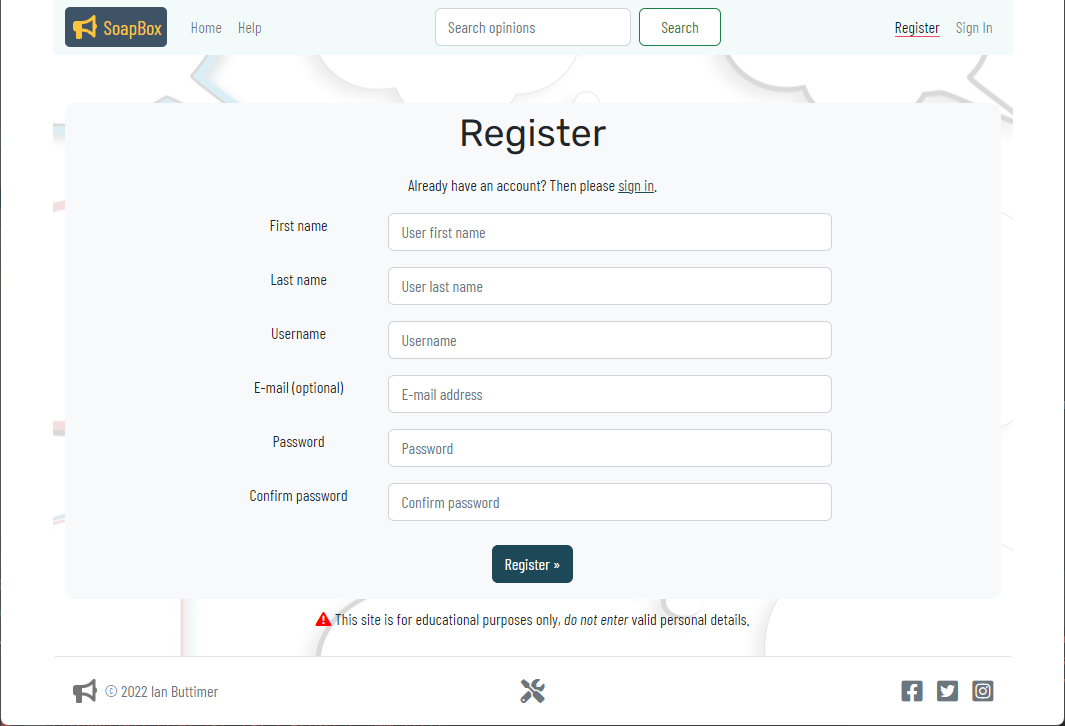 SoapBox Home Help Search opinions Search Register Sign In
Register
Already have an account? Then please sign in.
First name User first name
Last name User last name
Username Username
E-mail (optional) E-mail address
Password Password
Confirm password Confirm password
Register »
This site is for educational purposes only, do not enter valid personal details.
© 2022 Ian Buttimer